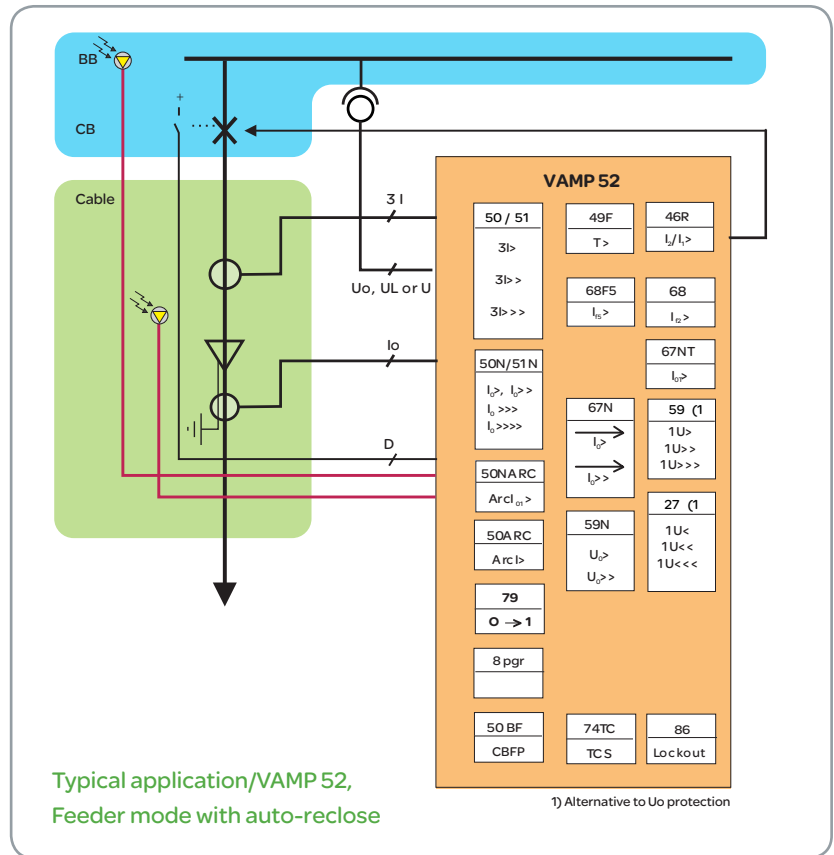 BB
+
CB
Cable
3 I
Uo, UL or U
Io
D
VAMP 52
50 / 51
3I>
3I>>
3I>>>
50N/51N
I₀>, I₀>>
I₀ >>>
I₀ >>>>
50NARC
ArcI₀₁>
50ARC
ArcI>
79
O → 1
8 pgr
50 BF
CBFP
49F
T>
68F5
If5>
67N
I₀>
I₀>>
59N
U₀>
U₀>>
74TC
TCS
46R
I₂/I₁>
68
If2>
67NT
I₀T>
59 (1
1U>
1U>>
1U>>>
27 (1
1U<
1U<<
1U<<<
86
Lockout
Typical application/VAMP 52,
Feeder mode with auto-reclose
1) Alternative to Uo protection